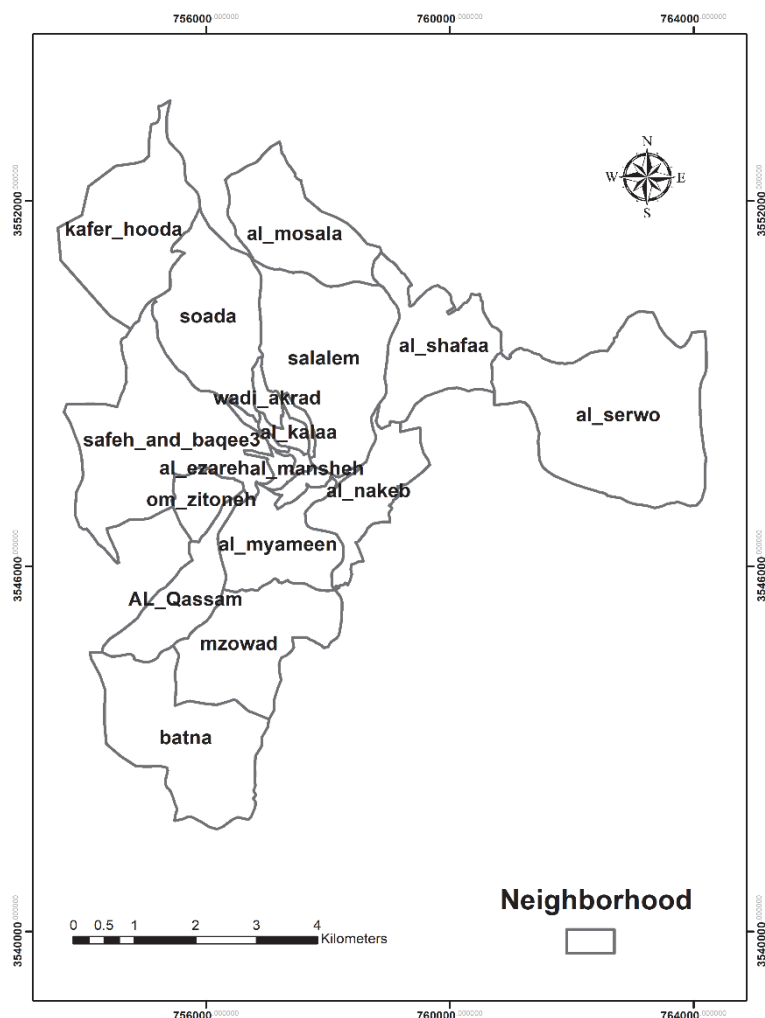 756000.000000 760000.000000 764000.000000
N
W E
S
3552000.000000 3552000.000000
kafer_hooda
al_mosala
soada
al_shafaa
salalem
wadi_akrad
al_serwo
safeh_and_baqee3
al_kalaa
al_ezareh
al_mansheh
al_nakeb
om_zitoneh
al_myameen
3546000.000000 3546000.000000
AL_Qassam
mzowad
batna
Neighborhood
0 0.5 1 2 3 4
Kilometers
3540000.000000 3540000.000000
756000.000000 760000.000000 764000.000000